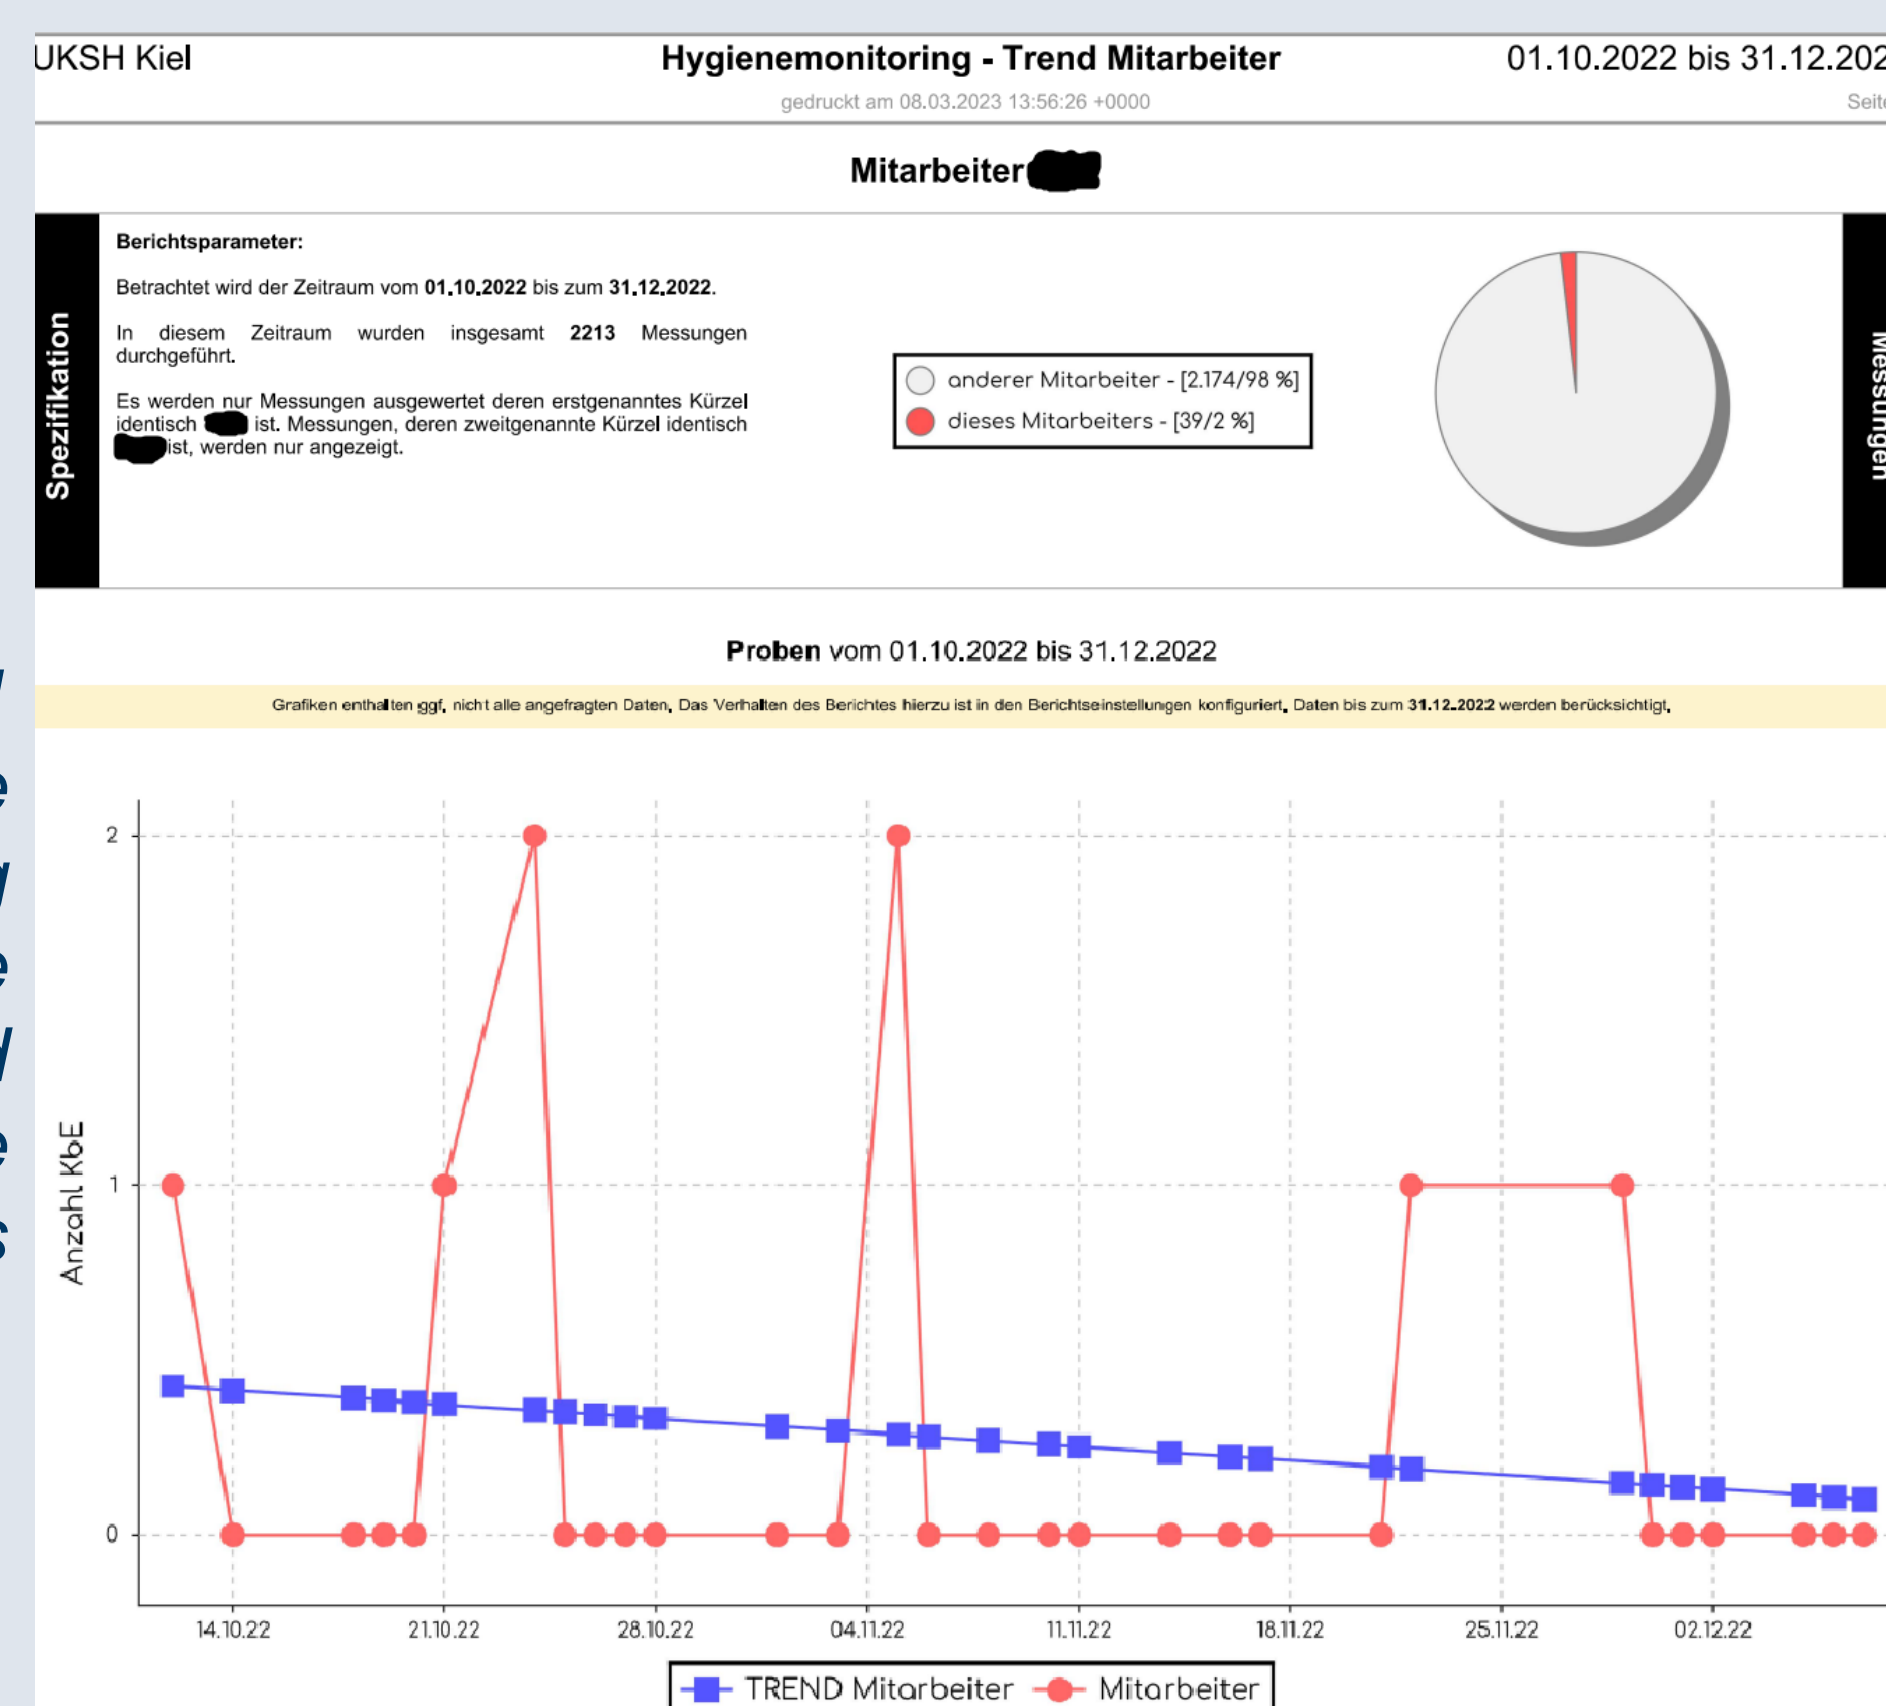 UKSH Kiel
Hygienemonitoring - Trend Mitarbeiter
01.10.2022 bis 31.12.202
gedruckt am 08.03.2023 13:56:26 +0000
Seite
Mitarbeiter
Spezifikation
Berichtsparameter:
Betrachtet wird der Zeitraum vom 01.10.2022 bis zum 31.12.2022.
In diesem Zeitraum wurden insgesamt 2213 Messungen
durchgeführt.
Es werden nur Messungen ausgewertet deren erstgenanntes Kürzel
identisch ist. Messungen, deren zweitgenannte Kürzel identisch
ist, werden nur angezeigt.
anderer Mitarbeiter - [2.174/98 %]
dieses Mitarbeiters - [39/2 %]
Messungen
Proben vom 01.10.2022 bis 31.12.2022
Grafiken enthalten ggf. nicht alle angefragten Daten. Das Verhalten des Berichtes hierzu ist in den Berichtseinstellungen konfiguriert. Daten bis zum 31.12.2022 werden berücksichtigt.
Anzahl KbE
2
1
0
14.10.22 21.10.22 28.10.22 04.11.22 11.11.22 18.11.22 25.11.22 02.12.22
TREND Mitarbeiter Mitarbeiter